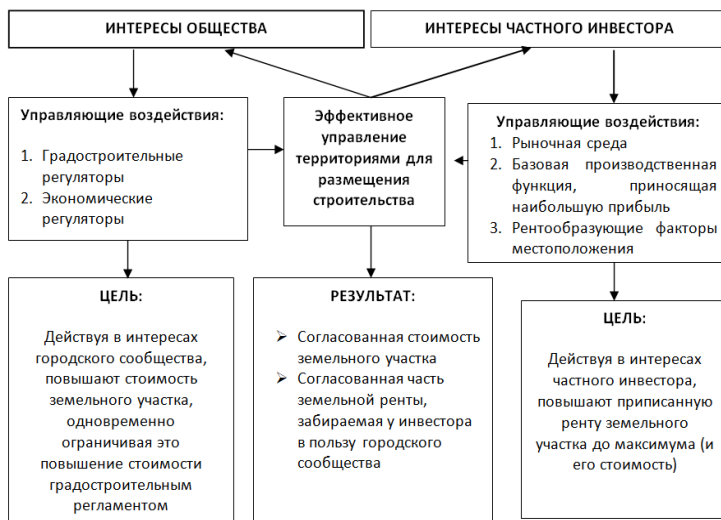 ИНТЕРЕСЫ ОБЩЕСТВА
ИНТЕРЕСЫ ЧАСТНОГО ИНВЕСТОРА
Управляющие воздействия:
1. Градостроительные
регуляторы
2. Экономические
регуляторы
Эффективное
управление
территориями для
размещения
строительства
Управляющие воздействия:
1. Рыночная среда
2. Базовая производственная
функция, приносящая
наибольшую прибыль
3. Рентообразующие факторы
местоположения
ЦЕЛЬ:
Действуя в интересах
городского сообщества,
повышают стоимость
земельного участка,
одновременно
ограничивая это
повышение стоимости
градостроительным
регламентом
РЕЗУЛЬТАТ:
➢ Согласованная стоимость
земельного участка
➢ Согласованная часть
земельной ренты,
забираемая у инвестора
в пользу городского
сообщества
ЦЕЛЬ:
Действуя в интересах
частного инвестора,
повышают приписанную
ренту земельного
участка до максимума (и
его стоимость)